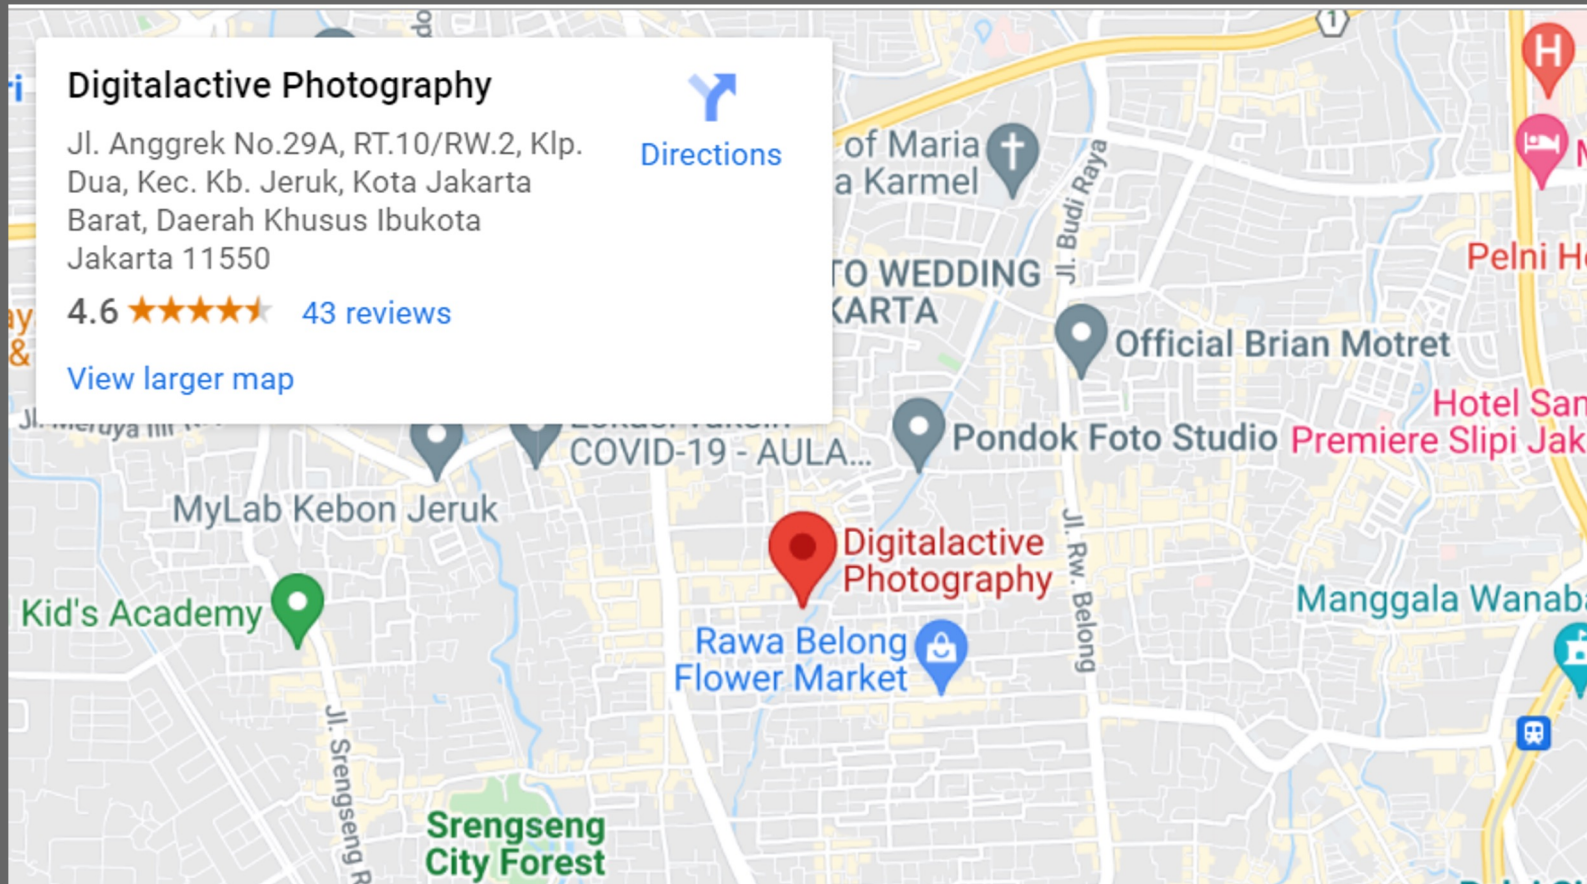 Digitalactive Photography
Jl. Anggrek No.29A, RT.10/RW.2, Klp.
Dua, Kec. Kb. Jeruk, Kota Jakarta
Barat, Daerah Khusus Ibukota
Jakarta 11550
4.6
43 reviews
View larger map
Directions
1
H
of Maria
a Karmel
Jl. Budi Raya
TO WEDDING
KARTA
Pelni H
Official Brian Motret
Hotel San
Premiere Slipi Jak
Jl. Meruya Ilir
COVID-19 - AULA...
Pondok Foto Studio
MyLab Kebon Jeruk
Digitalactive
Photography
Jl. Rw. Belong
Kid's Academy
Rawa Belong
Flower Market
Manggala Wanaba
Jl. Srengseng R
Srengseng
City Forest